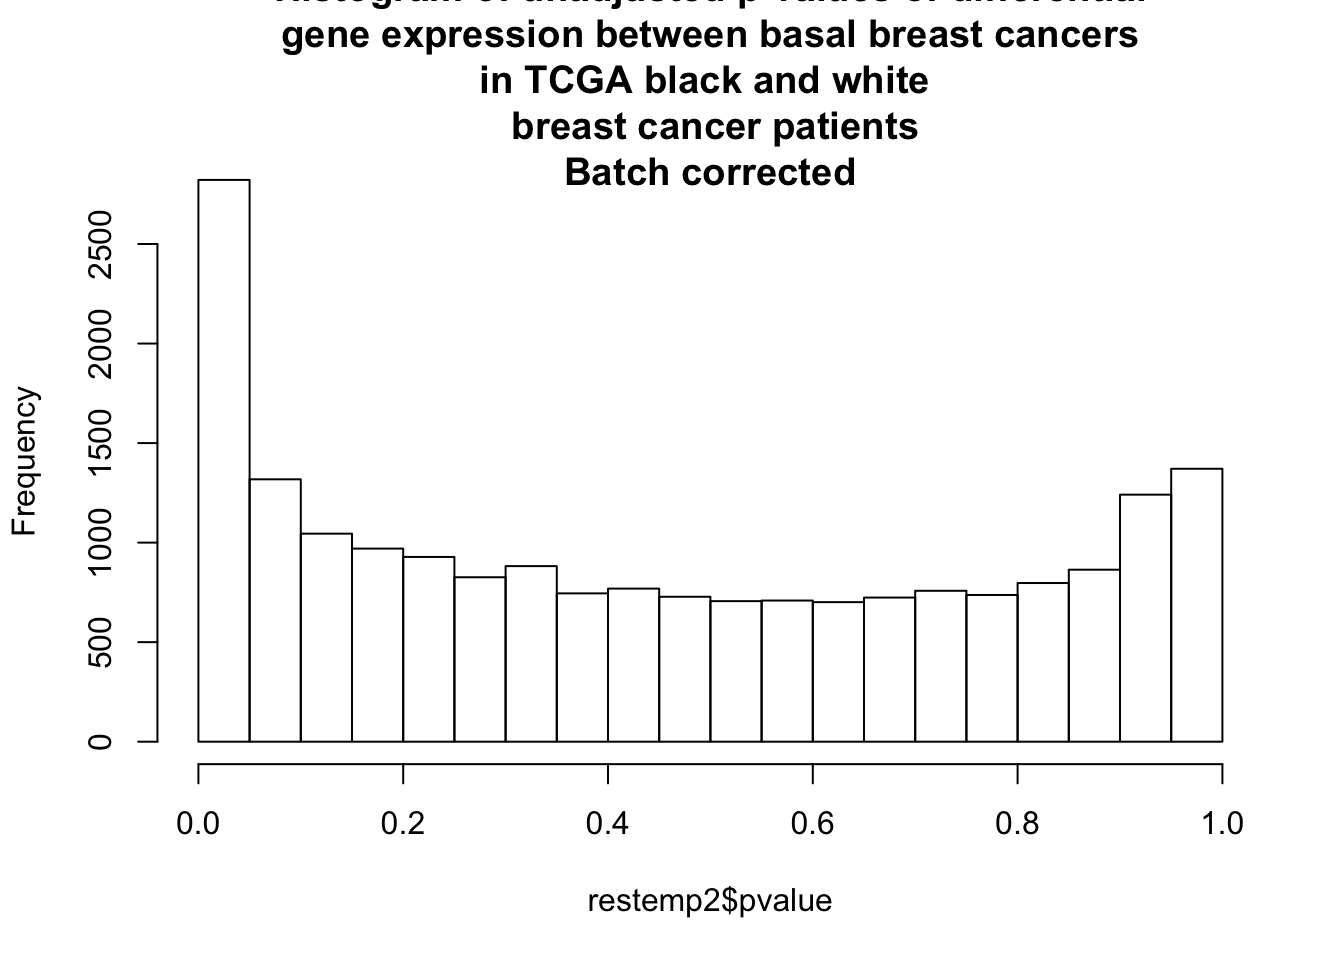 gene expression between basal breast cancers
in TCGA black and white
breast cancer patients
Batch corrected
Frequency
2500
2000
1500
1000
500
0
0.0 0.2 0.4 0.6 0.8 1.0
restemp2$pvalue